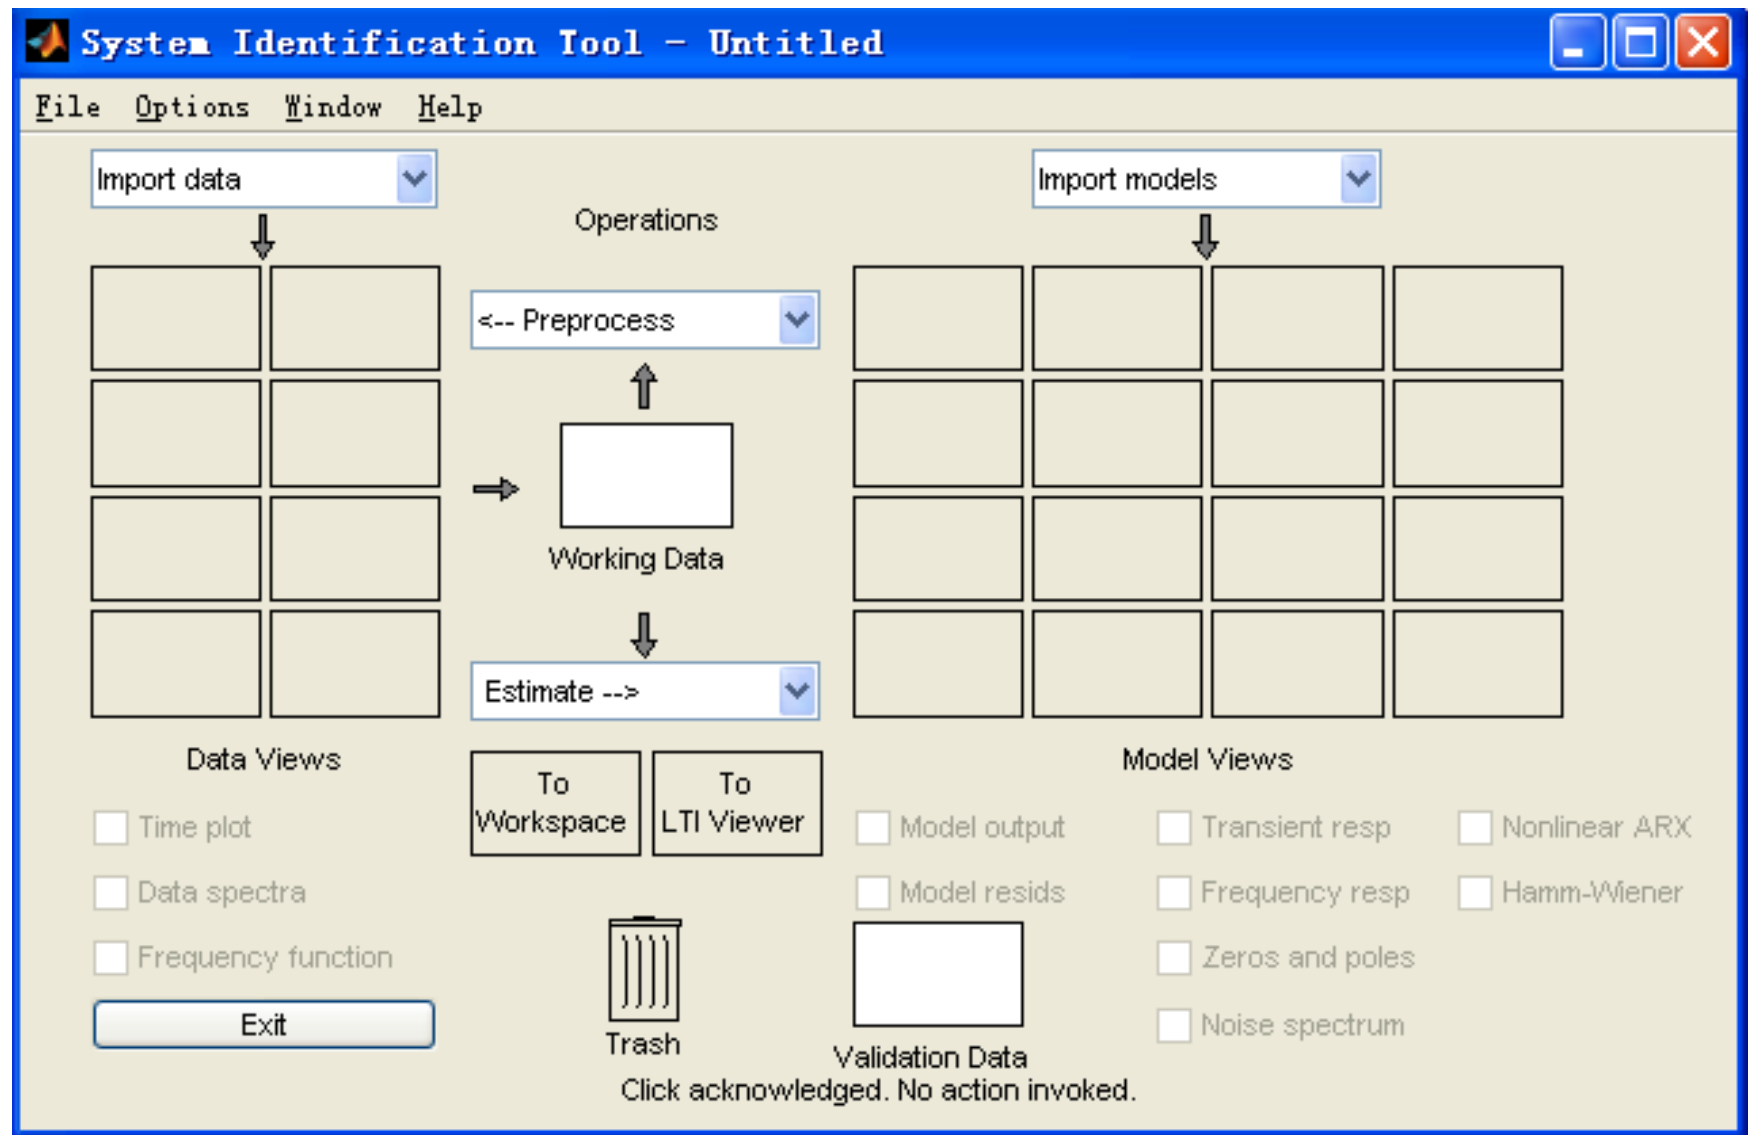 System Identification Tool - Untitled
File Options Window Help
Import data
Import models
Operations
<-- Preprocess
Working Data
Estimate -->
Data Views
To
Workspace
To
LTI Viewer
Model Views
Time plot
Data spectra
Frequency function
Exit
Trash
Model output
Model resids
Validation Data
Transient resp
Frequency resp
Zeros and poles
Noise spectrum
Nonlinear ARX
Hamm-Wiener
Click acknowledged. No action invoked.